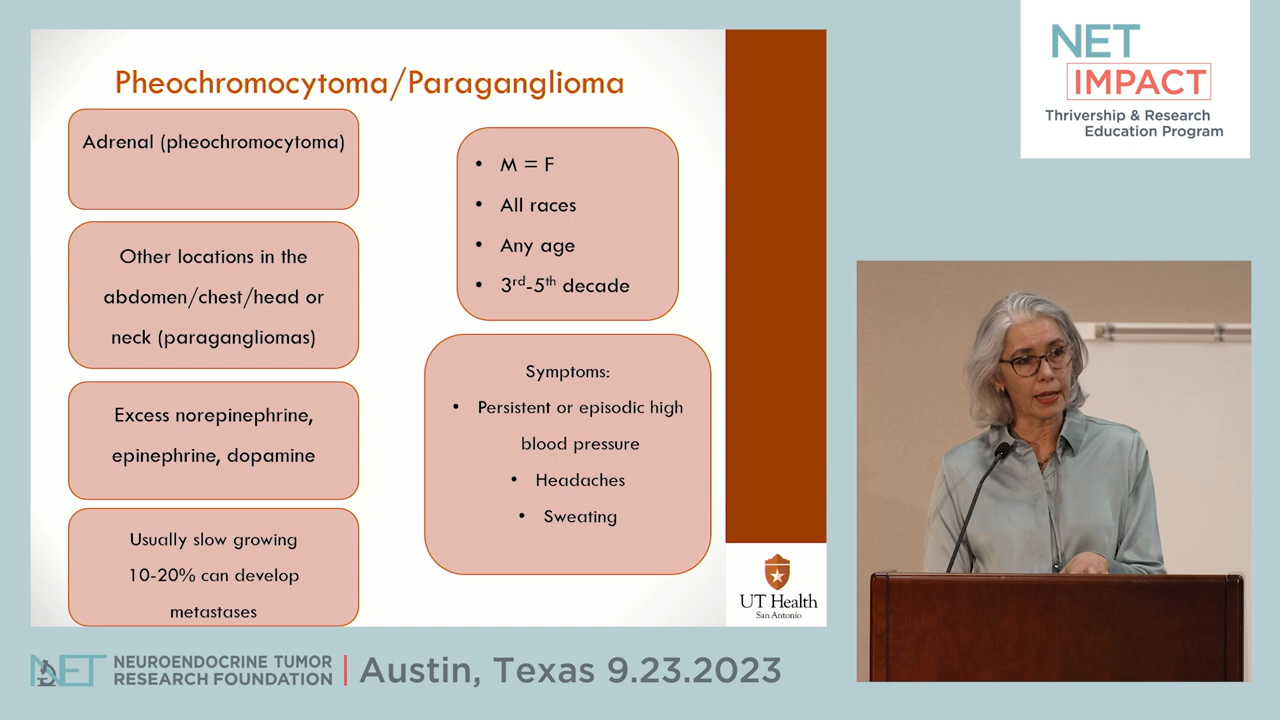 Pheochromocytoma/Paraganglioma
Adrenal (pheochromocytoma)
Other locations in the
abdomen/chest/head or
neck (paragangliomas)
Excess norepinephrine,
epinephrine, dopamine
Usually slow growing
10-20% can develop
metastases
• M = F
• All races
• Any age
• 3rd-5th decade
Symptoms:
• Persistent or episodic high
blood pressure
• Headaches
• Sweating
UT Health
San Antonio
NET
IMPACT
Thrivership & Research
Education Program
NET
NEUROENDOCRINE TUMOR
RESEARCH FOUNDATION
Austin, Texas 9.23.2023